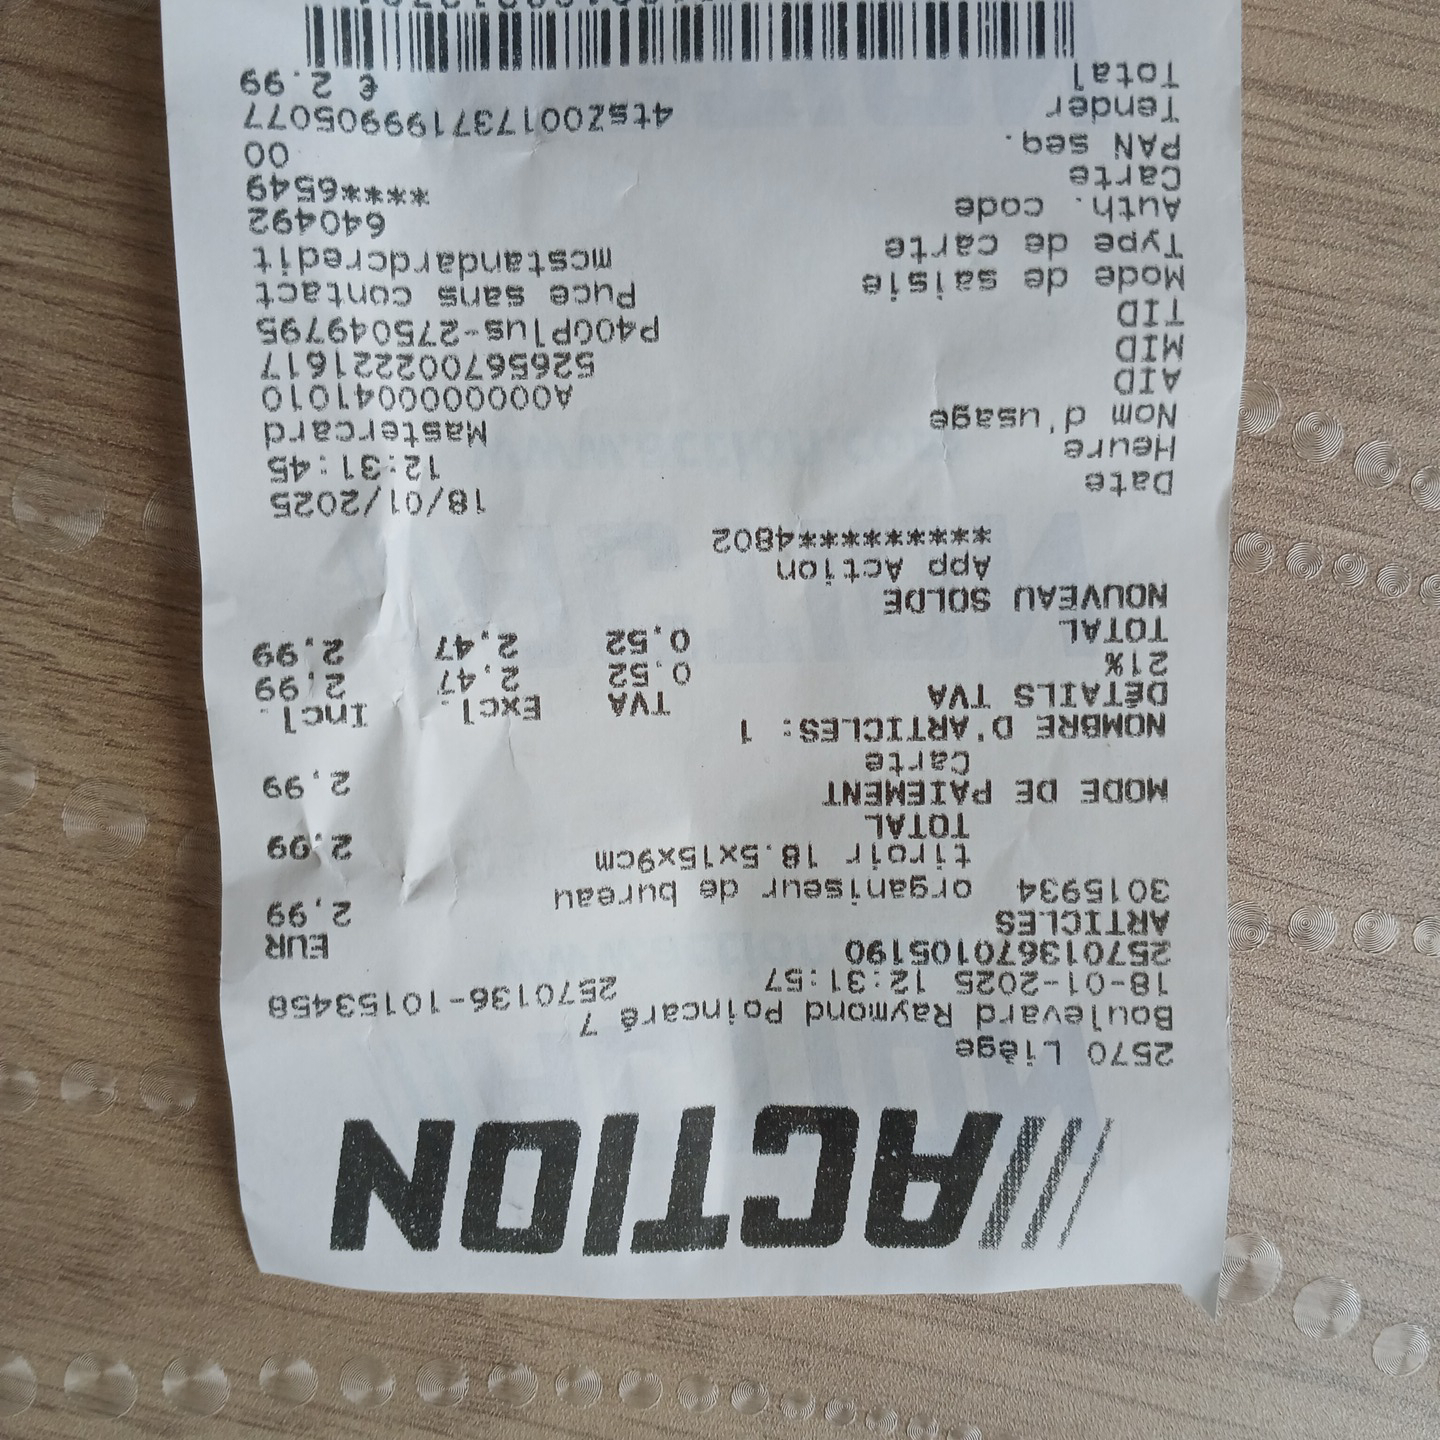 ACTION
2570 Liège
Boulevard Raymond Poincaré 7
18-01-2025 12:31:57 2570136-10153458
257013670105190
ARTICLES EUR
3015934 organiseur de bureau 2,99
tiroir 18.5x15x9cm
TOTAL 2,99
MODE DE PAIEMENT
Carte 2,99
NOMBRE D'ARTICLES: 1
DÉTAILS TVA TVA Excl. Incl.
21% 0,52 2,47 2,99
TOTAL 0,52 2,47 2,99
NOUVEAU SOLDE
App Action
***********4802
Date 18/01/2025
Heure 12:31:45
Nom d'usage Mastercard
AID A0000000041010
MID 526567002221617
TID P400Plus-275049795
Mode de saisie Puce sans contact
Type de carte mcstandardcredit
Auth. code 640492
Carte ****6549
PAN seq. 00
Tender 4tsZ001737199905077
Total € 2.99